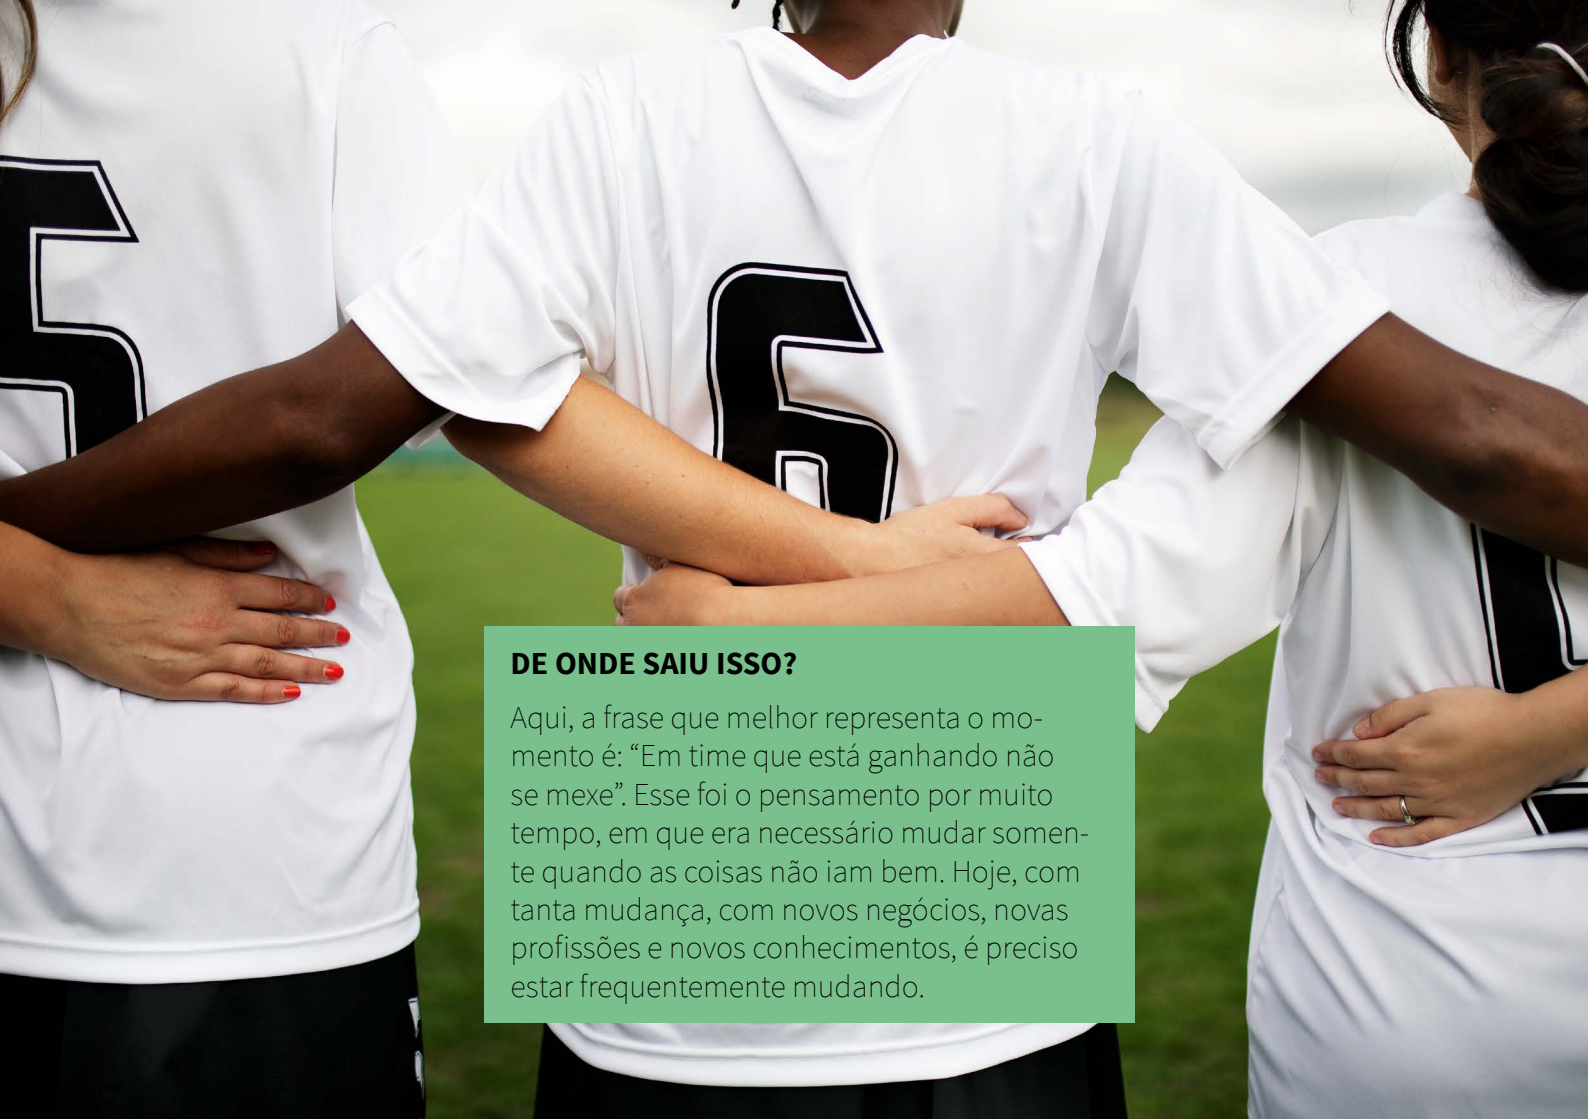 6
DE ONDE SAIU ISSO?
Aqui, a frase que melhor representa o mo-
mento é: “Em time que está ganhando não
se mexe”. Esse foi o pensamento por muito
tempo, em que era necessário mudar somen-
te quando as coisas não iam bem. Hoje, com
tanta mudança, com novos negócios, novas
profissões e novos conhecimentos, é preciso
estar frequentemente mudando.